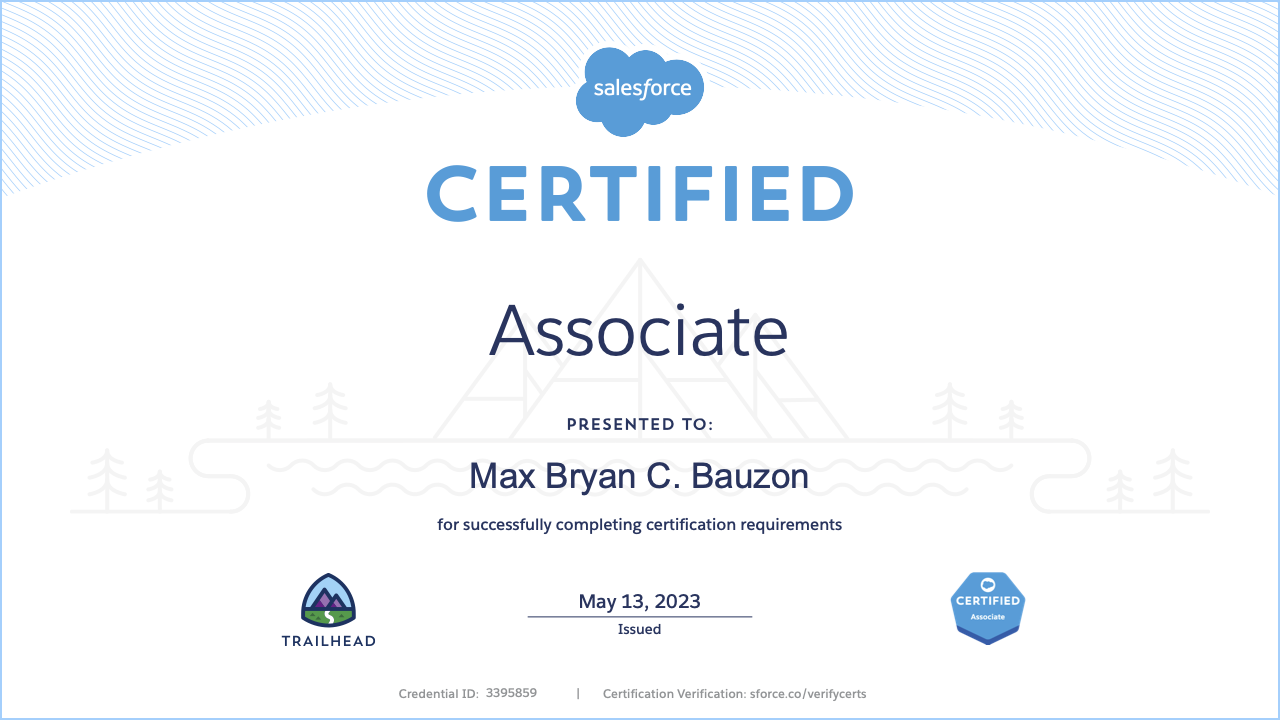 salesforce
CERTIFIED
Associate
PRESENTED TO:
Max Bryan C. Bauzon
for successfully completing certification requirements
TRAILHEAD
May 13, 2023
Issued
CERTIFIED
Associate
Credential ID: 3395859 | Certification Verification: sforce.co/verifycerts